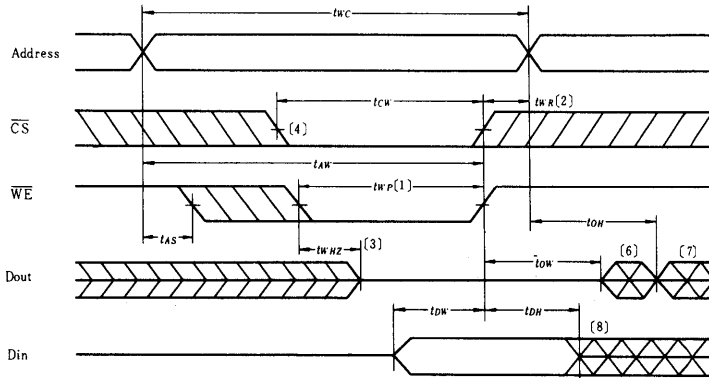 tWC
Address
tCW
tWR(2)
CS
(4)
tAW
WE
tWP(1)
tAS
tOH
tWHZ
(3)
tOW
(6)
(7)
Dout
tDW
tDH
(8)
Din